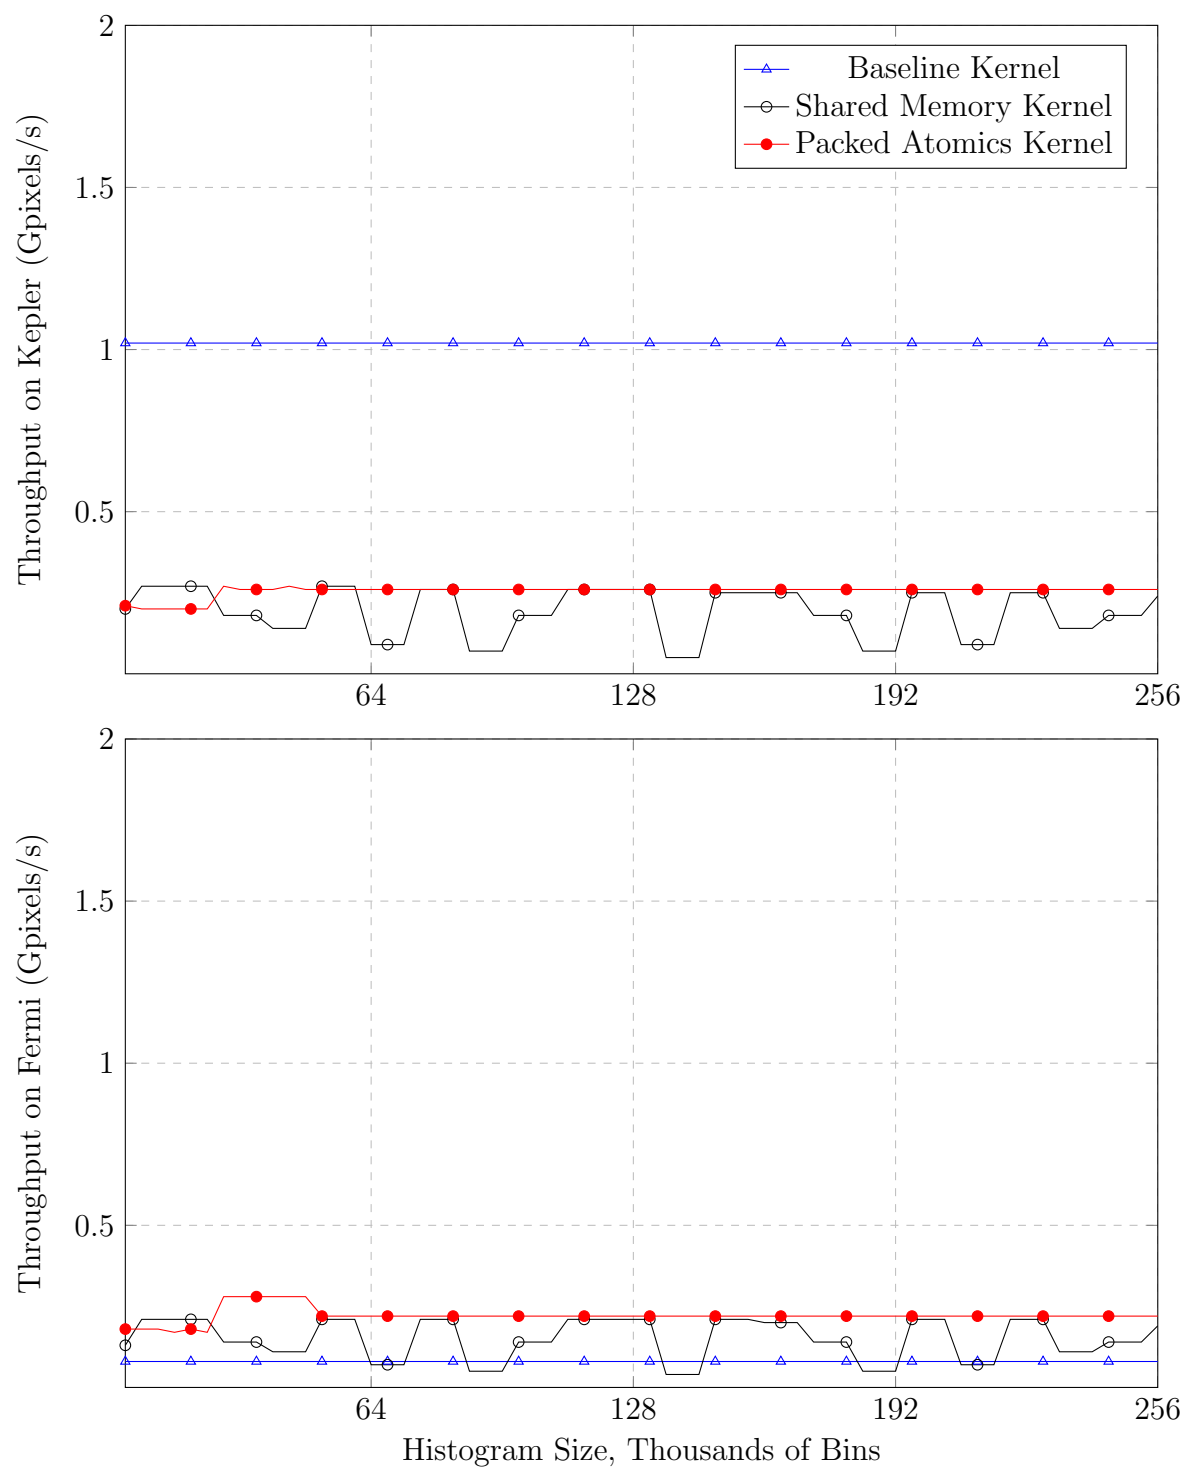 Throughput on Kepler (Gpixels/s)
2
1.5
1
0.5
Baseline Kernel
Shared Memory Kernel
Packed Atomics Kernel
64 128 192 256
Throughput on Fermi (Gpixels/s)
2
1.5
1
0.5
64 128 192 256
Histogram Size, Thousands of Bins